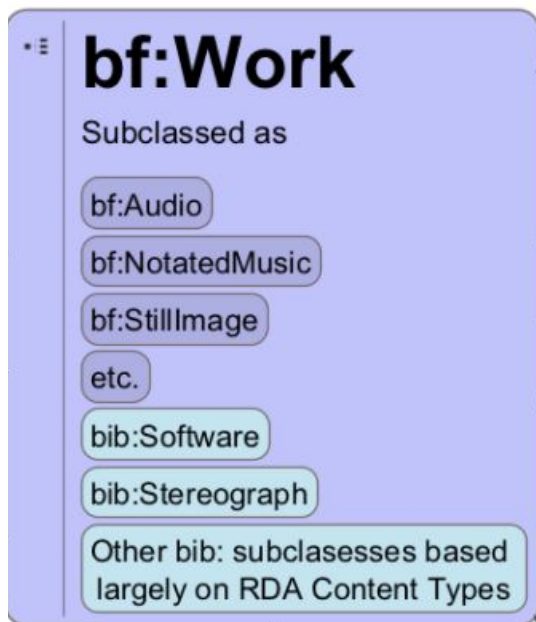 bf:Work
Subclassed as
bf:Audio
bf:NotatedMusic
bf:StillImage
etc.
bib:Software
bib:Stereograph
Other bib: subclasesses based
largely on RDA Content Types